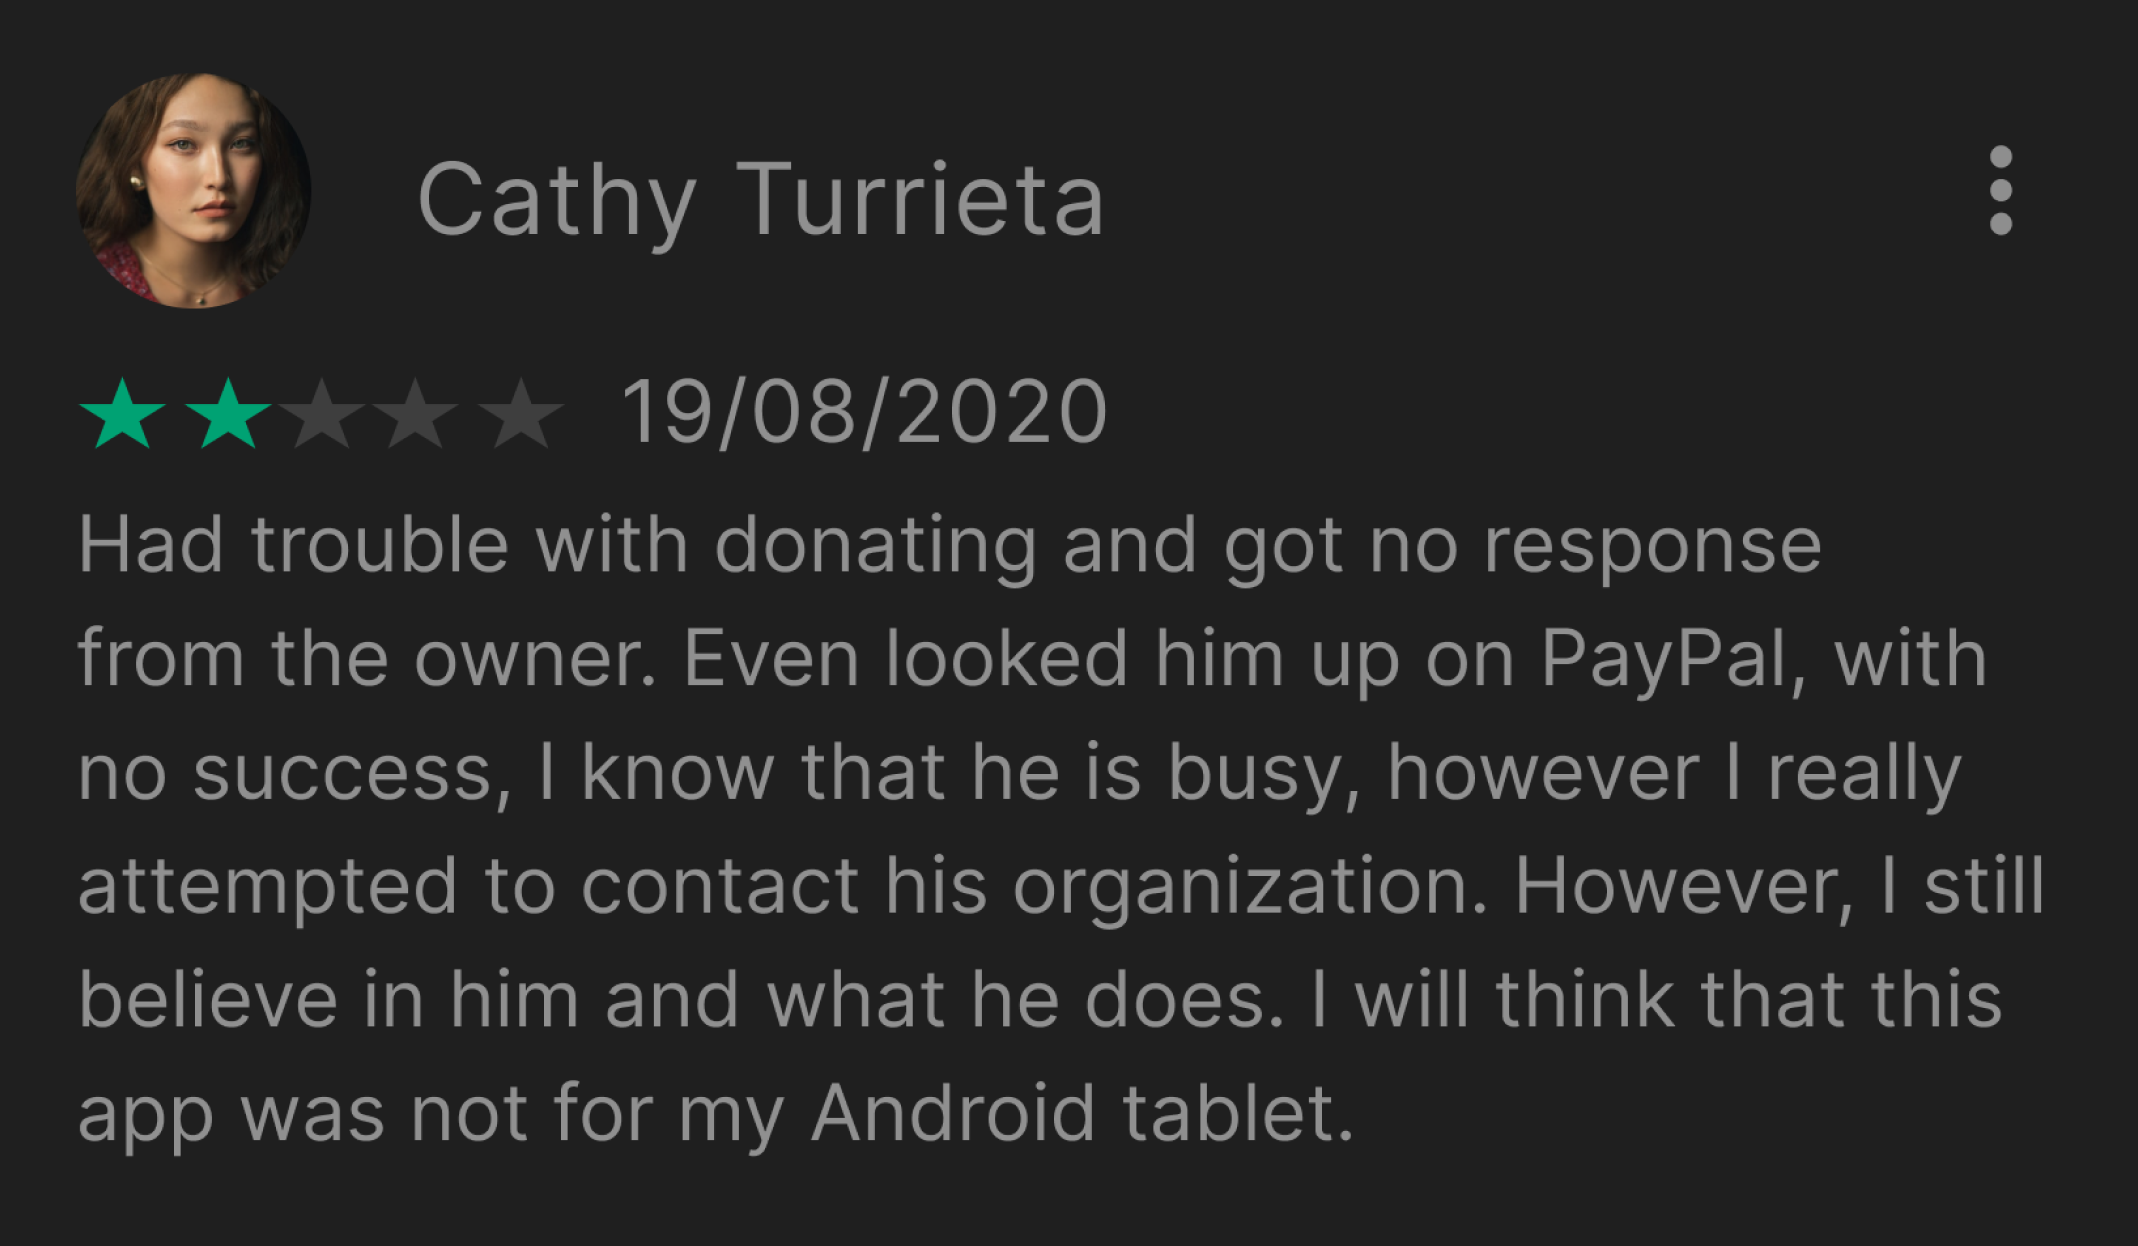 Cathy Turrieta
19/08/2020
Had trouble with donating and got no response
from the owner. Even looked him up on PayPal, with
no success, I know that he is busy, however I really
attempted to contact his organization. However, I still
believe in him and what he does. I will think that this
app was not for my Android tablet.